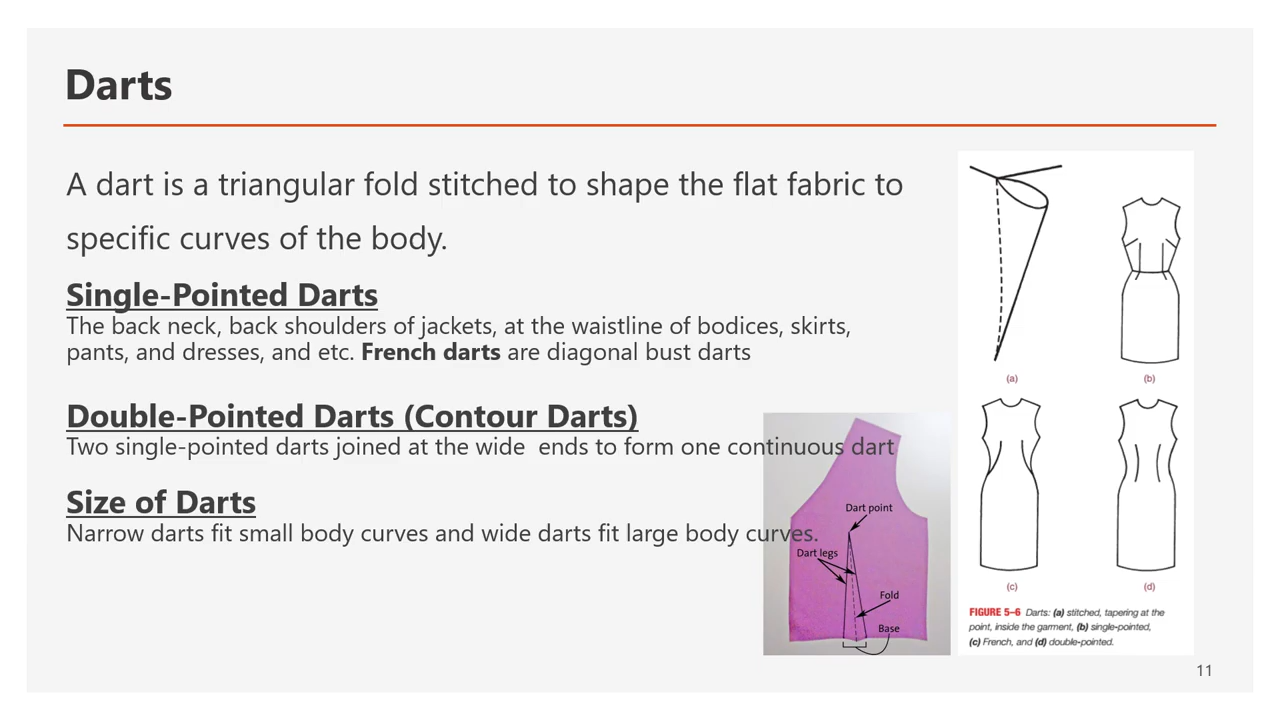 Darts
A dart is a triangular fold stitched to shape the flat fabric to
specific curves of the body.
Single-Pointed Darts
The back neck, back shoulders of jackets, at the waistline of bodices, skirts,
pants, and dresses, and etc. French darts are diagonal bust darts
Double-Pointed Darts (Contour Darts)
Two single-pointed darts joined at the wide  ends to form one continuous dart
Size of Darts
Narrow darts fit small body curves and wide darts fit large body curves.
Dart point
Dart legs
Fold
Base
(a)
(b)
(c)
(d)
FIGURE 5–6 Darts: (a) stitched, tapering at the
point, inside the garment, (b) single-pointed,
(c) French, and (d) double-pointed.
11